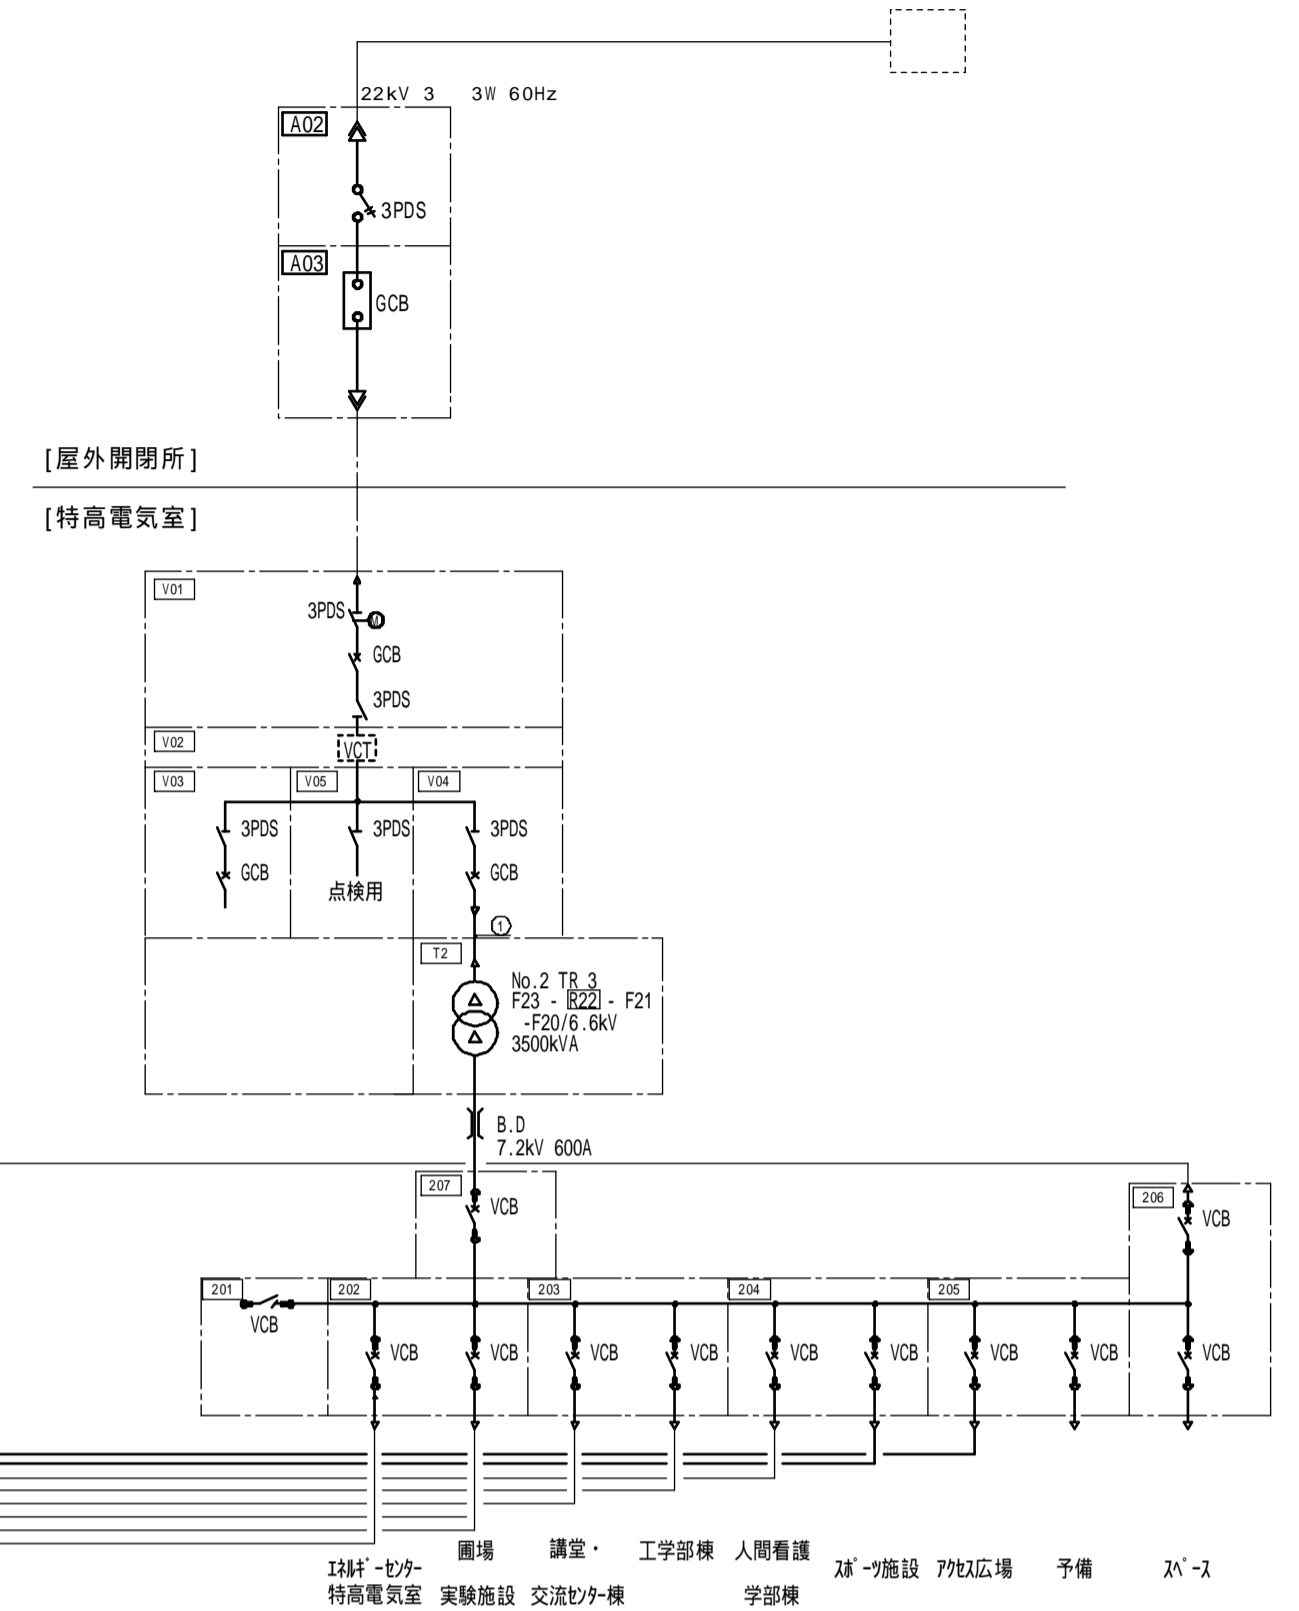 22kV 3   3W 60Hz
A02
3PDS
A03
GCB
[屋外開閉所]
[特高電気室]
V01
3PDS
M
GCB
3PDS
V02
VCT
V03
V05
V04
3PDS
3PDS
3PDS
GCB
GCB
点検用
1
T2
No.2 TR 3
F23 - R22 - F21
-F20/6.6kV
3500kVA
B.D
7.2kV 600A
207
VCB
206
VCB
201
202
203
204
205
VCB
VCB
VCB
VCB
VCB
VCB
VCB
VCB
VCB
VCB
圃場 講堂・ 工学部棟 人間看護
ｴﾈﾙｷﾞｰｾﾝﾀｰ ｽﾎﾟｰﾂ施設 ｱｸｾｽ広場 予備 ｽﾍﾟｰｽ
特高電気室 実験施設 交流ｾﾝﾀｰ棟 学部棟